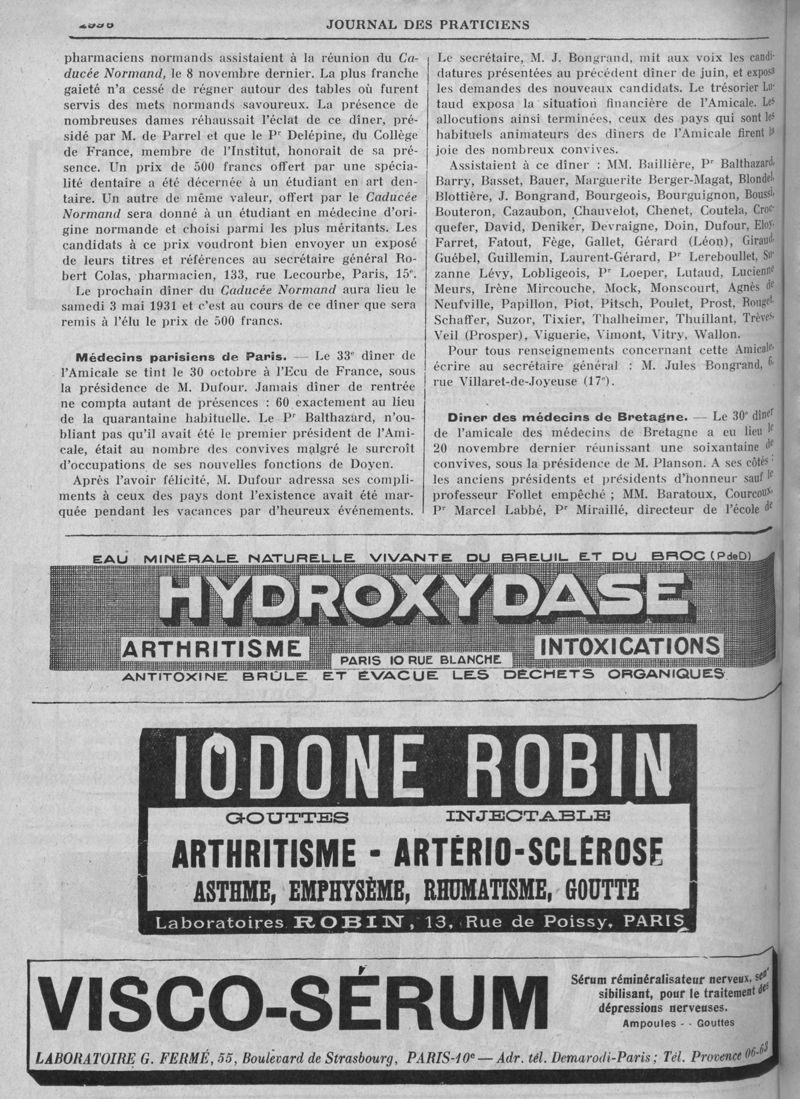 JOURNAL DES PRATICIENS
pharmaciens normands assistaient à la réunion du Ca-
ducée Normand, le 8 novembre dernier. La plus franche
gaieté n'a cessé de régner autour des tables où furent
servis des mets normands savoureux. La présence de
nombreuses dames réhaussait l'éclat de ce dîner, pré-
sidé par M. de Parrel et que le Pr Delépine, du Collège
de France, membre de l'Institut, honorait de sa pré-
sence. Un prix de 500 francs offert par une spécia-
lité dentaire a été décernée à un étudiant en art den-
taire. Un autre de même valeur, offert par le Caducée
Normand sera donné à un étudiant en médecine d'ori-
gine normande et choisi parmi les plus méritants. Les
candidats à ce prix voudront bien envoyer un exposé
de leurs titres et références au secrétaire général Ro-
bert Colas, pharmacien, 133, rue Lecourbe, Paris, 15e.
Le prochain dîner du Caducée Normand aura lieu le
samedi 3 mai 1931 et c'est au cours de ce dîner que sera
remis à l'élu le prix de 500 francs.
Médecins parisiens de Paris. — Le 33e dîner de
l'Amicale se tint le 30 octobre à l'Ecu de France, sous
la présidence de M. Dufour. Jamais dîner de rentrée
ne compta autant de présences : 60 exactement au lieu
de la quarantaine habituelle. Le Pr Balthazard, n'ou-
bliant pas qu'il avait été le premier président de l'Ami-
cale, était au nombre des convives malgré le surcroît
d'occupations de ses nouvelles fonctions de Doyen.
Après l'avoir félicité, M. Dufour adressa ses compli-
ments à ceux des pays dont l'existence avait été mar-
quée pendant les vacances par d'heureux événements.
Le secrétaire, M. J. Bongrand, mit aux voix les candi-
datures présentées au précédent dîner de juin, et exposa
les demandes des nouveaux candidats. Le trésorier Lu-
taud exposa la situation financière de l'Amicale. Les
allocutions ainsi terminées, ceux des pays qui sont les
habituels animateurs des dîners de l'Amicale firent la
joie des nombreux convives.
Assistaient à ce dîner : MM. Baillière, Pr Balthazard,
Barry, Basset, Bauer, Marguerite Berger-Magat, Blondel,
Blottière, J. Bongrand, Bourgeois, Bourguignon, Boussi,
Bouteron, Cazaubon, Chauvelot, Chenet, Coutela, Croc-
quefer, David, Deniker, Devraigne, Doin, Dufour, Eloy,
Farret, Fatout, Fège, Gallet, Gérard (Léon), Giraud,
Guébel, Guillemin, Laurent-Gérard, Pr Lereboullet, Su-
zanne Lévy, Lobligeois, Pr Loeper, Lutaud, Lucienne
Meurs, Irène Mircouche, Mock, Monscourt, Agnès de
Neufville, Papillon, Piot, Pitsch, Poulet, Prost, Rouget,
Schaffer, Suzor, Tixier, Thalheimer, Thuillant, Trèves,
Veil (Prosper), Viguerie, Vimont, Vitry, Wallon.
Pour tous renseignements concernant cette Amicale,
écrire au secrétaire général : M. Jules Bongrand, 6,
rue Villaret-de-Joyeuse (17e).
Dîner des médecins de Bretagne. — Le 30e dîner
de l'amicale des médecins de Bretagne a eu lieu le
20 novembre dernier réunissant une soixantaine de
convives, sous la présidence de M. Planson. A ses côtés :
les anciens présidents et présidents d'honneur sauf le
professeur Follet empêché ; MM. Baratoux, Courcoux,
Pr Marcel Labbé, Pr Miraillé, directeur de l'école de
EAU MINÉRALE NATURELLE VIVANTE DU BREUIL ET DU BROC (P de D)
HYDROXYDASE
ARTHRITISME
INTOXICATIONS
PARIS 10 RUE BLANCHE
ANTITOXINE BRÛLE ET ÉVACUE LES DÉCHETS ORGANIQUES
IODONE ROBIN
GOUTTES INJECTABLE
ARTHRITISME - ARTÉRIO-SCLÉROSE
ASTHME, EMPHYSÈME, RHUMATISME, GOUTTE
Laboratoires ROBIN, 13, Rue de Poissy, PARIS
VISCO-SÉRUM
Sérum réminéralisateur nerveux, sen-
sibilisant, pour le traitement des
dépressions nerveuses.
Ampoules - - Gouttes
LABORATOIRE G. FERMÉ, 55, Boulevard de Strasbourg, PARIS-10e — Adr. tél. Demarodi-Paris ; Tél. Provence 06-63